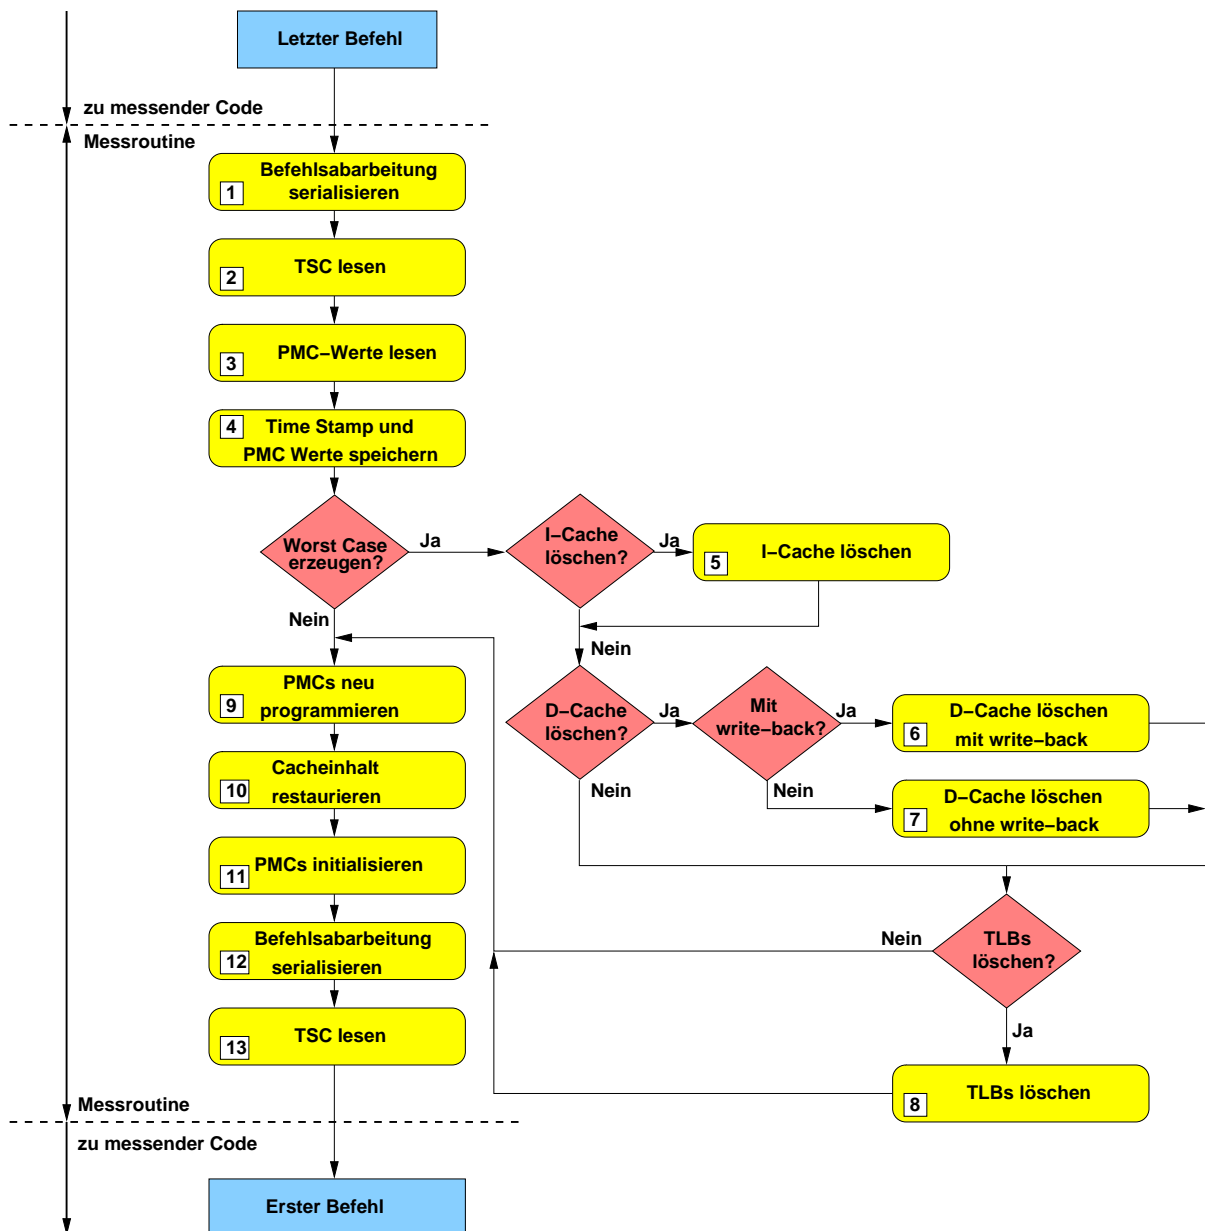 Letzter Befehl
zu messender Code
Messroutine
Befehlsabarbeitung
serialisieren
1
TSC lesen
2
PMC–Werte lesen
3
4
Time Stamp und
PMC Werte speichern
Worst Case
erzeugen?
Ja
I–Cache
löschen?
Ja
I–Cache löschen
5
Nein
Nein
PMCs neu
programmieren
9
D–Cache
löschen?
Ja
Mit
write–back?
Ja
D–Cache löschen
mit write–back
6
Cacheinhalt
restaurieren
10
Nein
Nein
D–Cache löschen
ohne write–back
7
PMCs initialisieren
11
Befehlsabarbeitung
serialisieren
12
Nein
TLBs
löschen?
TSC lesen
13
Ja
TLBs löschen
8
Messroutine
zu messender Code
Erster Befehl